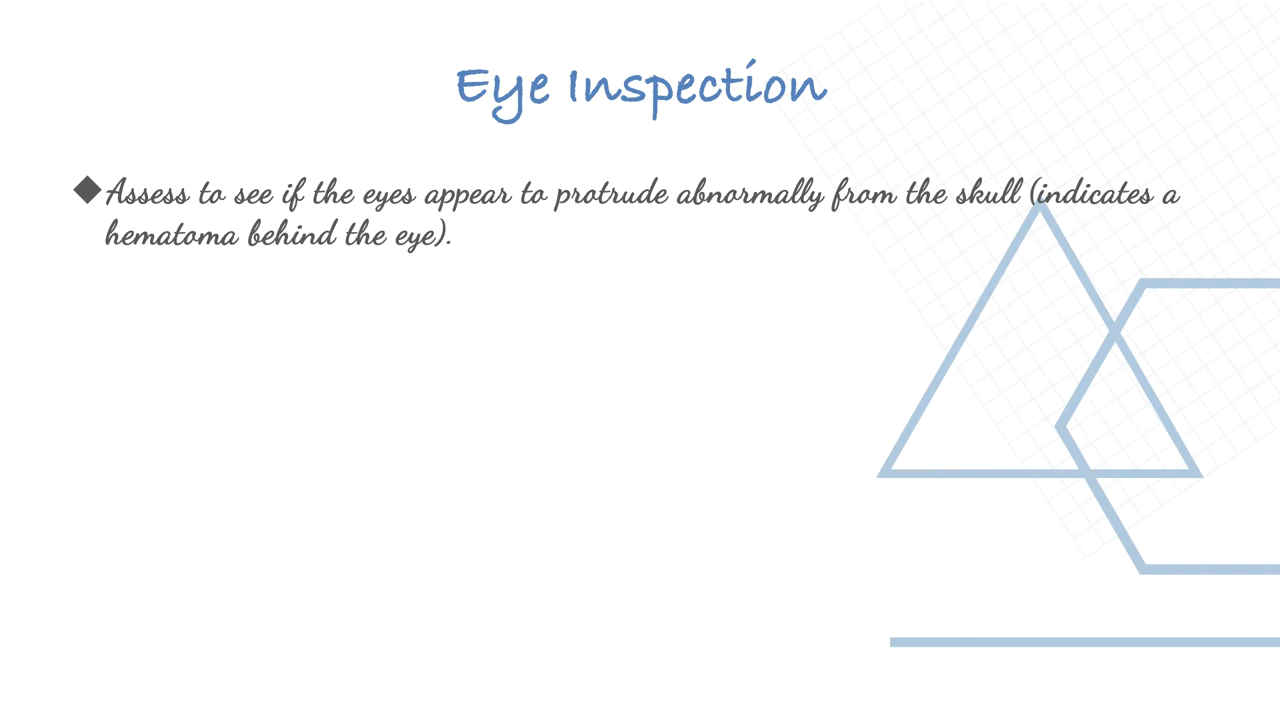 Eye Inspection
Assess to see if the eyes appear to protrude abnormally from the skull (indicates a
hematoma behind the eye).